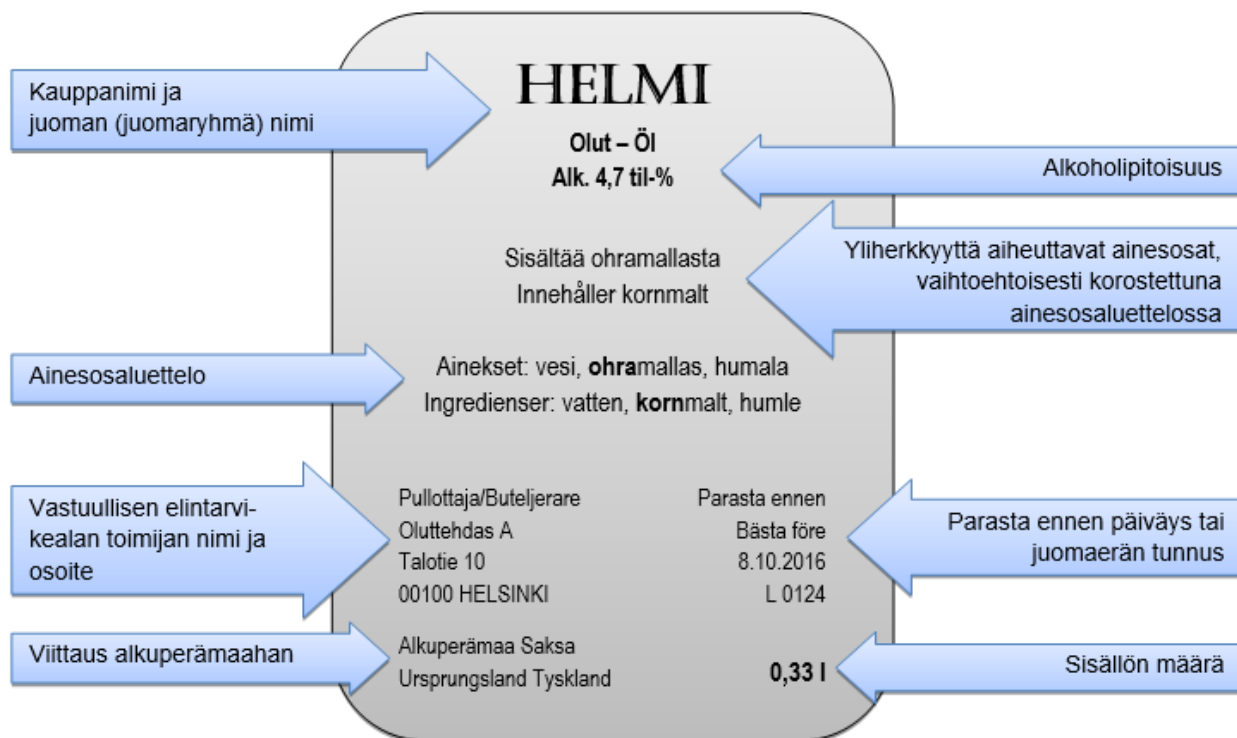 Kauppanimi ja
juoman (juomaryhmä) nimi
HELMI
Olut – Öl
Alk. 4,7 til-%
Alkoholipitoisuus
Sisältää ohramallasta
Innehåller kornmalt
Yliherkkyyttä aiheuttavat ainesosat,
vaihtoehtoisesti korostettuna
ainesosaluettelossa
Ainesosaluettelo
Ainekset: vesi, ohramallas, humala
Ingredienser: vatten, kornmalt, humle
Vastuullisen elintarvi-
kealan toimijan nimi ja
osoite
Pullottaja/Buteljerare
Oluttehdas A
Talotie 10
00100 HELSINKI
Parasta ennen
Bästa före
8.10.2016
L 0124
Parasta ennen päiväys tai
juomaerän tunnus
Viittaus alkuperämaahan
Alkuperämaa Saksa
Ursprungsland Tyskland
0,33 l
Sisällön määrä